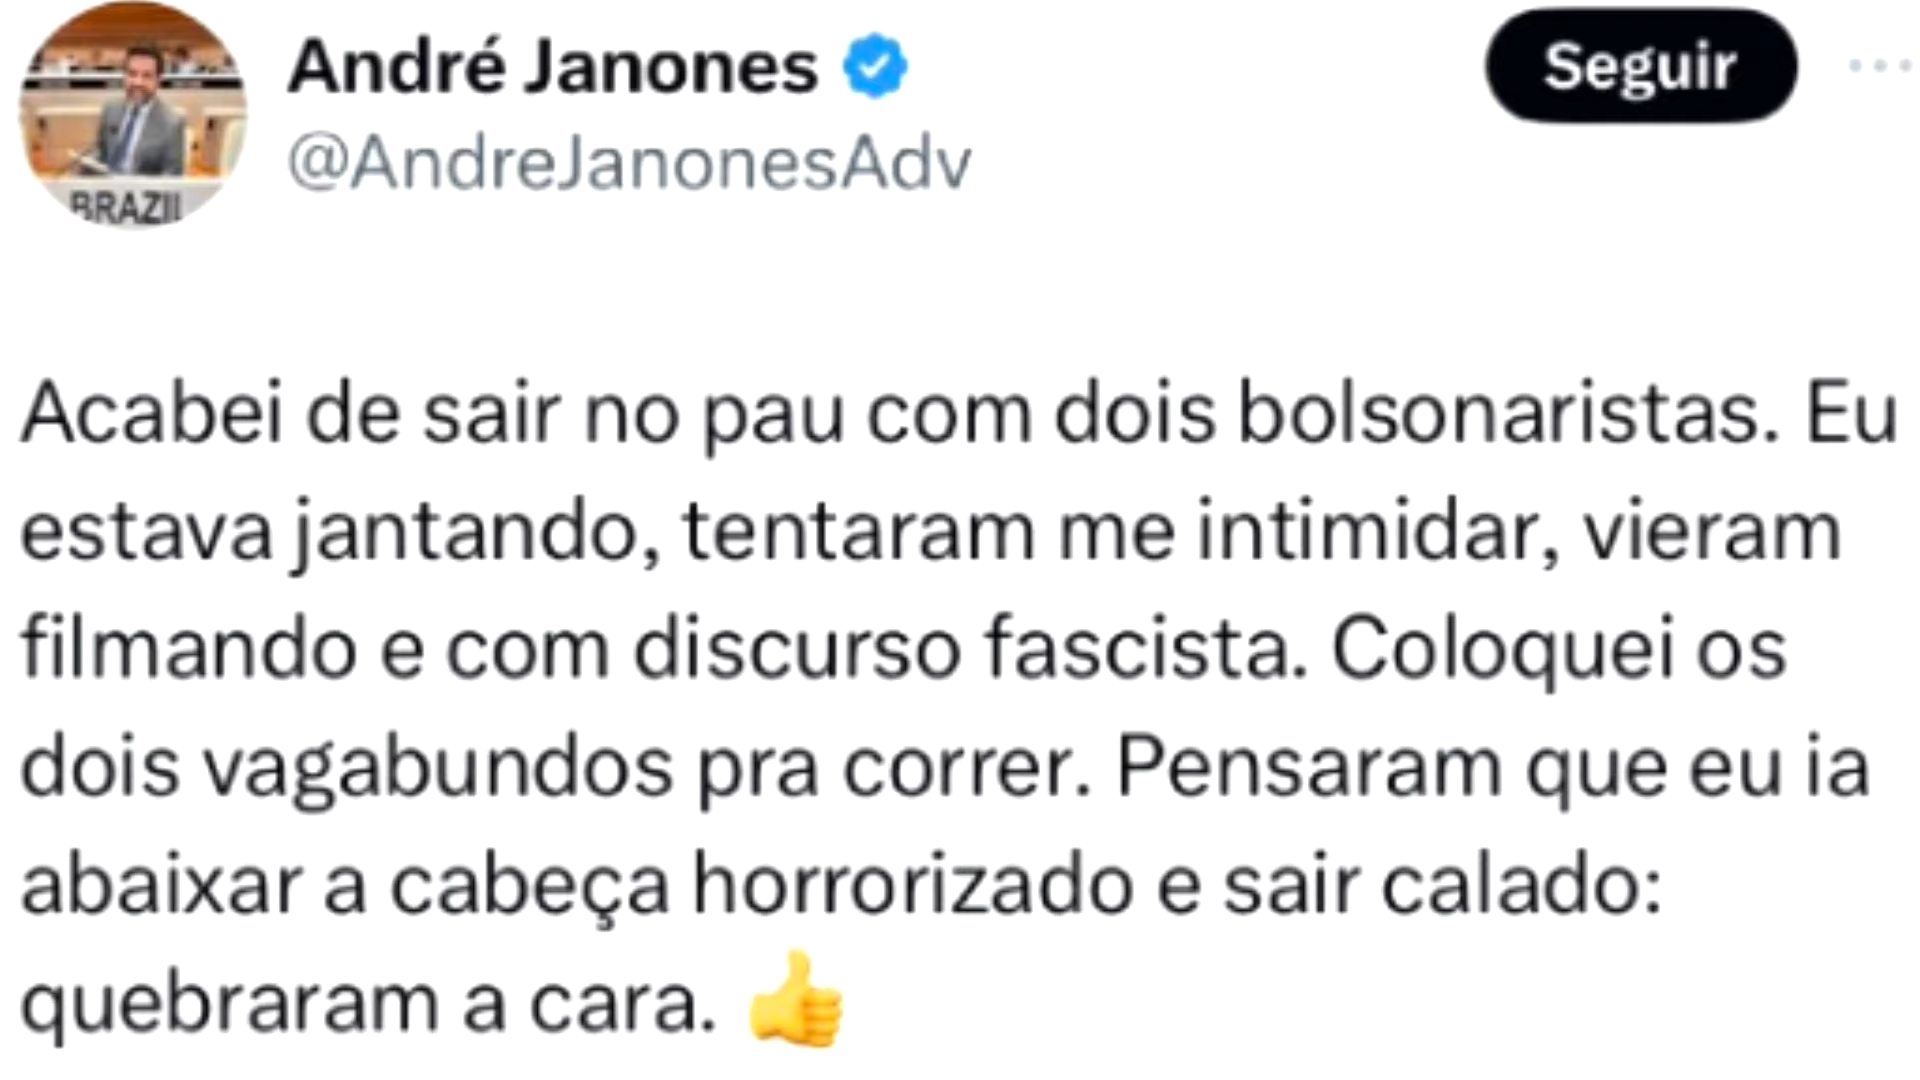 André Janones
Seguir
@AndreJanonesAdv
BRAZIL
Acabei de sair no pau com dois bolsonaristas. Eu
estava jantando, tentaram me intimidar, vieram
filmando e com discurso fascista. Coloquei os
dois vagabundos pra correr. Pensaram que eu ia
abaixar a cabeça horrorizado e sair calado:
quebraram a cara. 👍